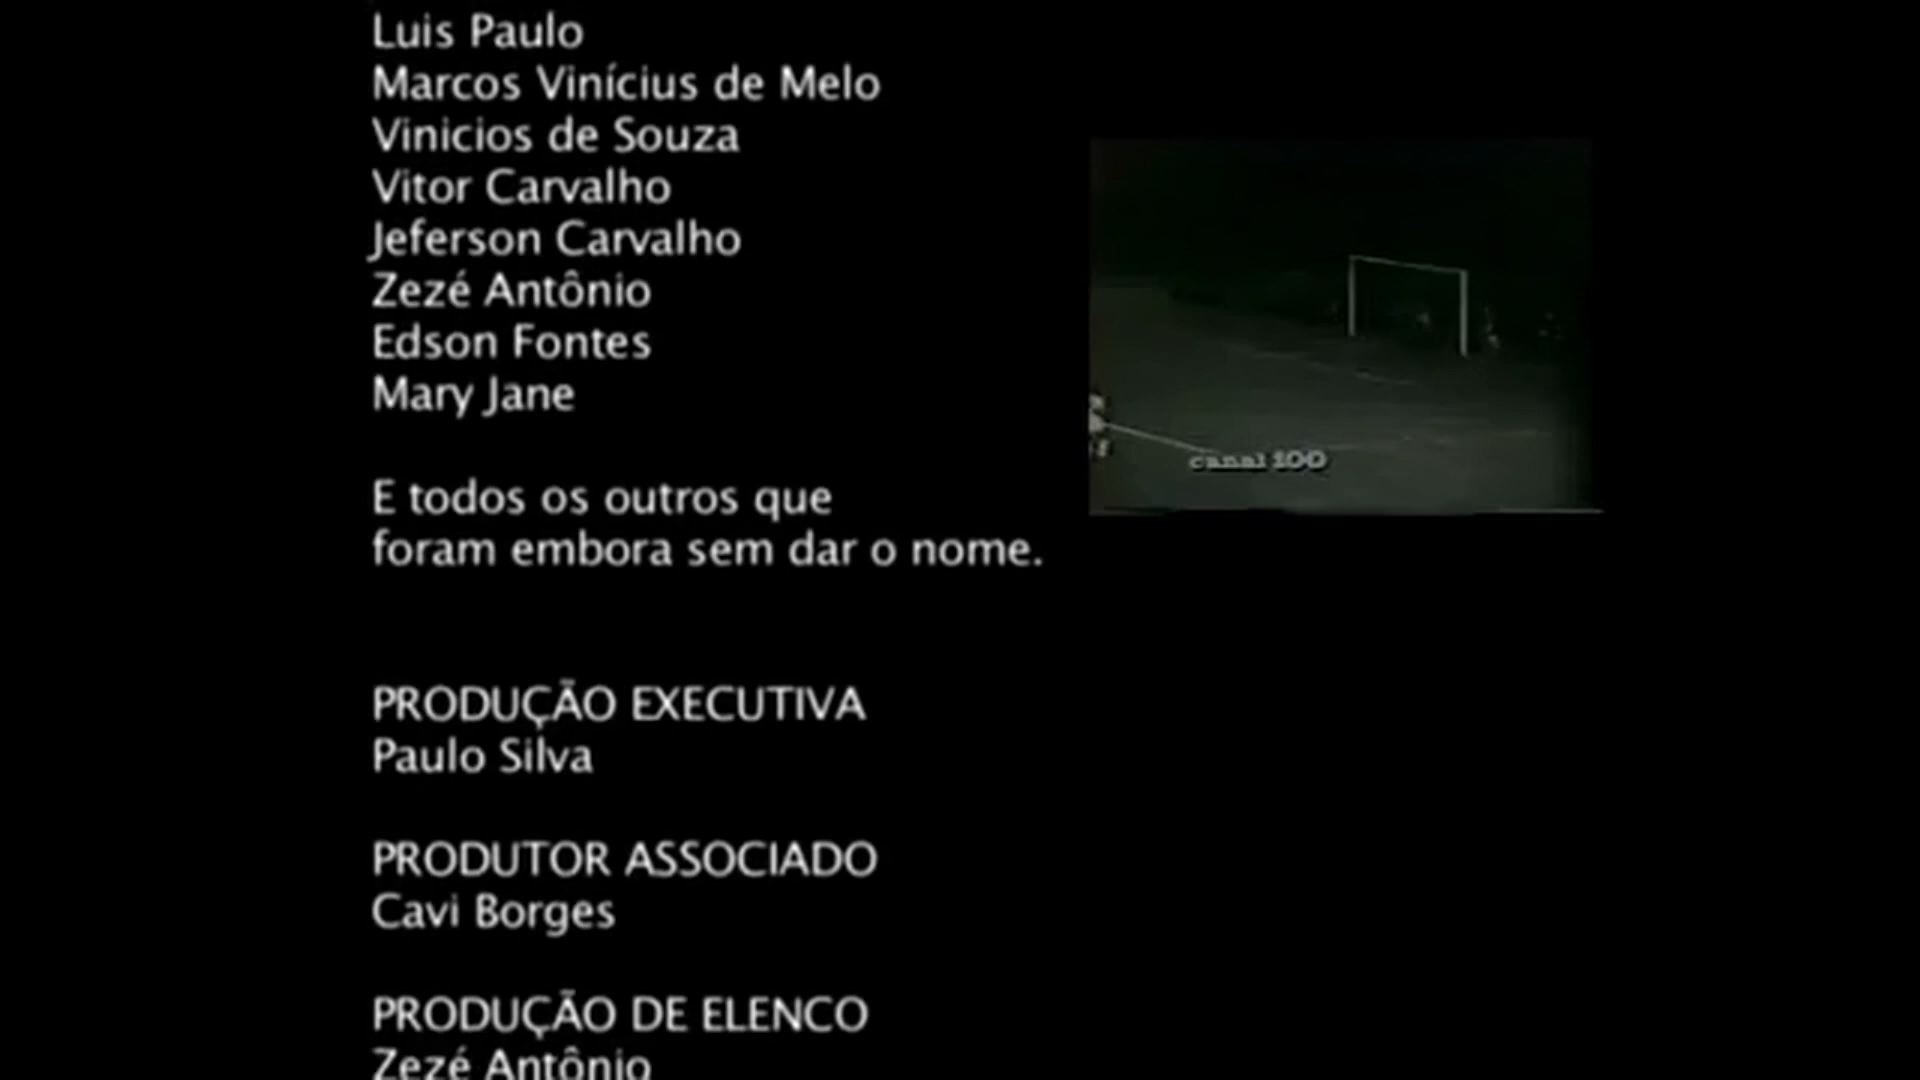 Luis Paulo
Marcos Vinícius de Melo
Vinicios de Souza
Vitor Carvalho
Jeferson Carvalho
Zezé Antônio
Edson Fontes
Mary Jane
E todos os outros que
foram embora sem dar o nome.
canal 100
PRODUÇÃO EXECUTIVA
Paulo Silva
PRODUTOR ASSOCIADO
Cavi Borges
PRODUÇÃO DE ELENCO
Zezé Antônio